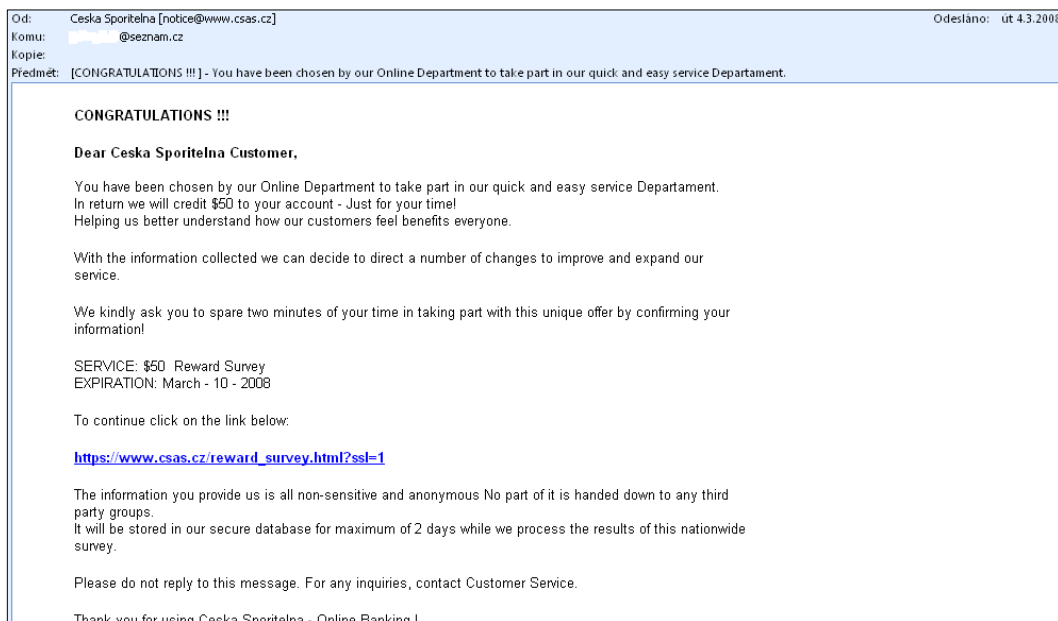 Od: Ceska Sporitelna [notice@www.csas.cz] Odesláno: út 4.3.2008
Komu: @seznam.cz
Kopie:
Předmět: [CONGRATULATIONS !!! ] - You have been chosen by our Online Department to take part in our quick and easy service Departament.
CONGRATULATIONS !!!
Dear Ceska Sporitelna Customer,
You have been chosen by our Online Department to take part in our quick and easy service Departament.
In return we will credit $50 to your account - Just for your time!
Helping us better understand how our customers feel benefits everyone.
With the information collected we can decide to direct a number of changes to improve and expand our
service.
We kindly ask you to spare two minutes of your time in taking part with this unique offer by confirming your
information!
SERVICE: $50 Reward Survey
EXPIRATION: March - 10 - 2008
To continue click on the link below:
https://www.csas.cz/reward_survey.html?ssl=1
The information you provide us is all non-sensitive and anonymous No part of it is handed down to any third
party groups.
It will be stored in our secure database for maximum of 2 days while we process the results of this nationwide
survey.
Please do not reply to this message. For any inquiries, contact Customer Service.
Thank you for using Ceska Sporitelna - Online Banking !